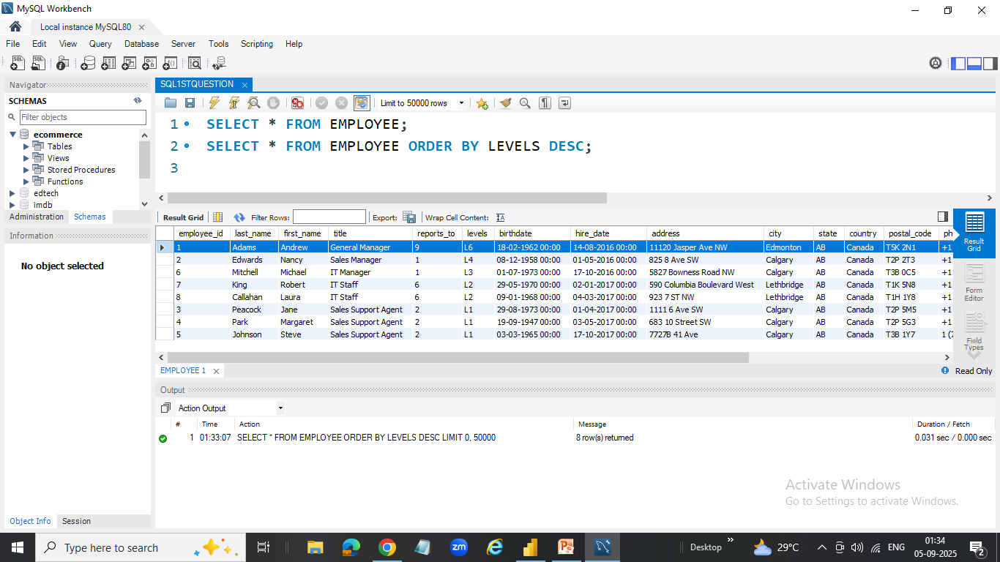 MySQL Workbench
Local instance MySQL80
File Edit View Query Database Server Tools Scripting Help
Navigator
SCHEMAS
Filter objects
ecommerce
Tables
Views
Stored Procedures
Functions
edtech
imdb
Administration Schemas
Information
No object selected
Object Info Session
SQL1STQUESTION
Limit to 50000 rows
1 SELECT * FROM EMPLOYEE;
2 SELECT * FROM EMPLOYEE ORDER BY LEVELS DESC;
3
Result Grid Filter Rows: Export: Wrap Cell Content:
employee_id last_name first_name title reports_to levels birthdate hire_date address city state country postal_code ph
1 Adams Andrew General Manager 9 L6 18-02-1962 00:00 14-08-2016 00:00 11120 Jasper Ave NW Edmonton AB Canada T5K 2N1 +1
2 Edwards Nancy Sales Manager 1 L4 08-12-1958 00:00 01-05-2016 00:00 825 8 Ave SW Calgary AB Canada T2P 2T3 +1
6 Mitchell Michael IT Manager 1 L3 01-07-1973 00:00 17-10-2016 00:00 5827 Bowness Road NW Calgary AB Canada T3B 0C5 +1
7 King Robert IT Staff 6 L2 29-05-1970 00:00 02-01-2017 00:00 590 Columbia Boulevard West Lethbridge AB Canada T1K 5N8 +1
8 Callahan Laura IT Staff 6 L2 09-01-1968 00:00 04-03-2017 00:00 923 7 ST NW Lethbridge AB Canada T1H 1Y8 +1
3 Peacock Jane Sales Support Agent 2 L1 29-08-1973 00:00 01-04-2017 00:00 1111 6 Ave SW Calgary AB Canada T2P 5M5 +1
4 Park Margaret Sales Support Agent 2 L1 19-09-1947 00:00 03-05-2017 00:00 683 10 Street SW Calgary AB Canada T2P 5G3 +1
5 Johnson Steve Sales Support Agent 2 L1 03-03-1965 00:00 17-10-2017 00:00 7727B 41 Ave Calgary AB Canada T3B 1Y7 1 (7
Result Grid
Form Editor
Field Types
EMPLOYEE 1
Read Only
Output
Action Output
# Time Action Message Duration / Fetch
1 01:33:07 SELECT * FROM EMPLOYEE ORDER BY LEVELS DESC LIMIT 0, 50000 8 row(s) returned 0.031 sec / 0.000 sec
Activate Windows
Go to Settings to activate Windows.
Type here to search
zm
Desktop
29°C
ENG
01:34
05-09-2025
2